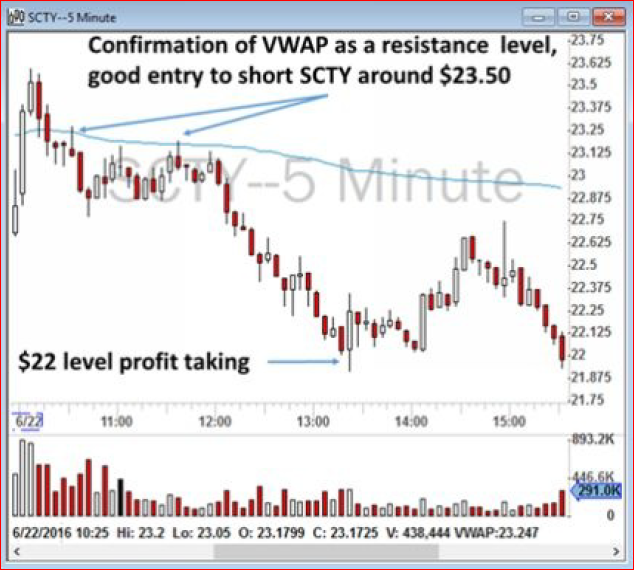 SCTY--5 Minute
Confirmation of VWAP as a resistance level,
good entry to short SCTY around $23.50
SCTY--5 Minute
$22 level profit taking
23.75
23.625
23.5
23.375
23.25
23.125
23
22.875
22.75
22.625
22.5
22.375
22.25
22.125
22
21.875
21.75
6/22 11:00 12:00 13:00 14:00 15:00
893.2K
446.6K
291.0K
0
6/22/2016 10:25 Hi: 23.2 Lo: 23.05 O: 23.1799 C: 23.1725 V: 438,444 VWAP:23.247